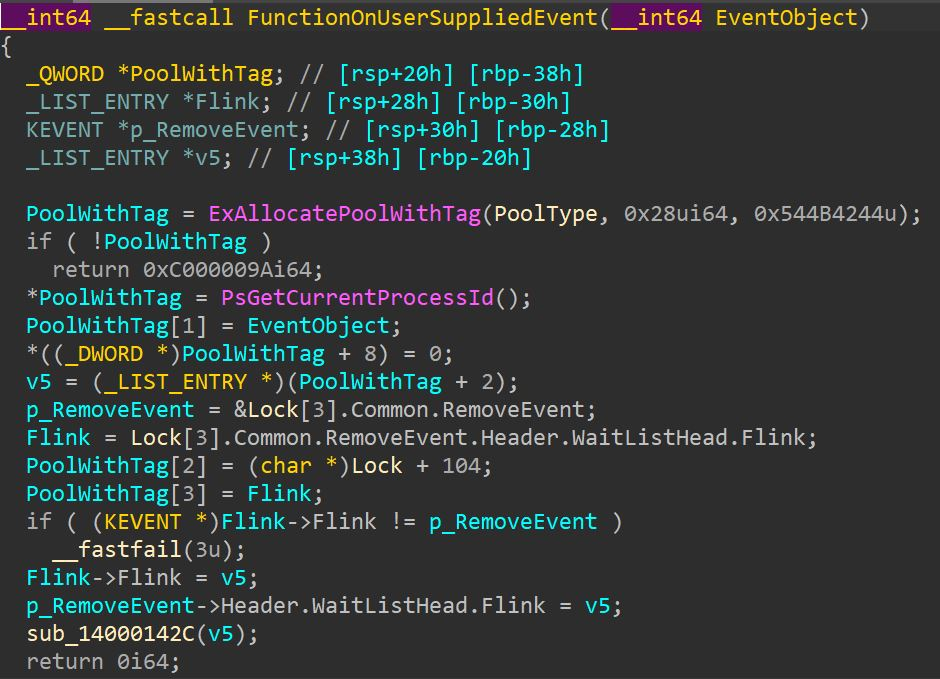 __int64 __fastcall FunctionOnUserSuppliedEvent(__int64 EventObject)
{
_QWORD *PoolWithTag; // [rsp+20h] [rbp-38h]
_LIST_ENTRY *Flink; // [rsp+28h] [rbp-30h]
KEVENT *p_RemoveEvent; // [rsp+30h] [rbp-28h]
_LIST_ENTRY *v5; // [rsp+38h] [rbp-20h]
PoolWithTag = ExAllocatePoolWithTag(PoolType, 0x28ui64, 0x544B4244u);
if ( !PoolWithTag )
return 0xC000009Ai64;
*PoolWithTag = PsGetCurrentProcessId();
PoolWithTag[1] = EventObject;
*((_DWORD *)PoolWithTag + 8) = 0;
v5 = (_LIST_ENTRY *)(PoolWithTag + 2);
p_RemoveEvent = &Lock[3].Common.RemoveEvent;
Flink = Lock[3].Common.RemoveEvent.Header.WaitListHead.Flink;
PoolWithTag[2] = (char *)Lock + 104;
PoolWithTag[3] = Flink;
if ( (KEVENT *)Flink->Flink != p_RemoveEvent )
__fastfail(3u);
Flink->Flink = v5;
p_RemoveEvent->Header.WaitListHead.Flink = v5;
sub_14000142C(v5);
return 0i64;